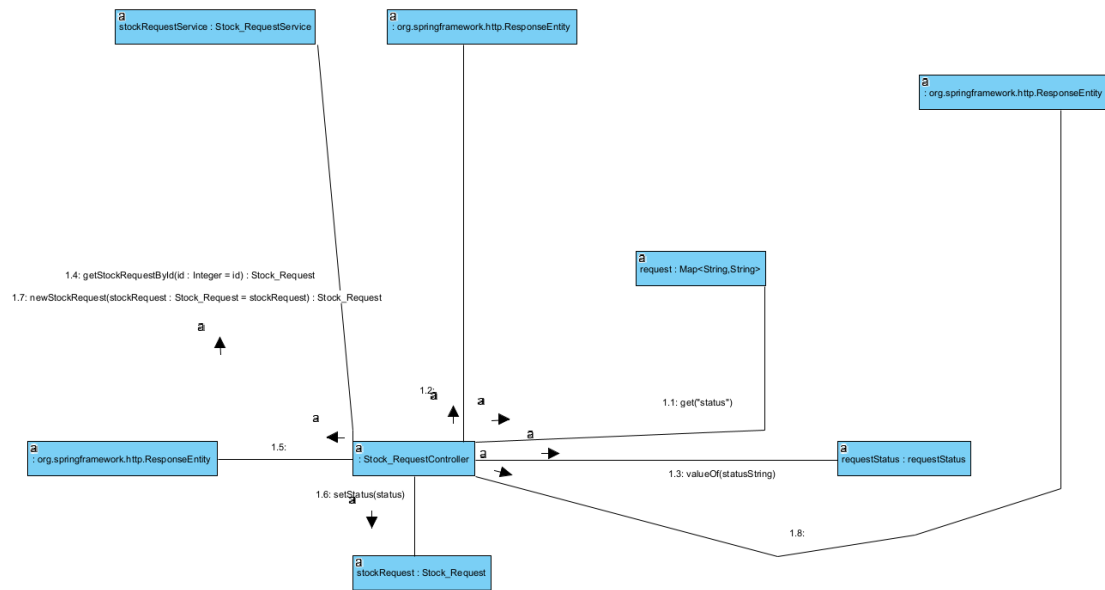 a
stockRequestService : Stock_RequestService
a
: org.springframework.http.ResponseEntity
a
: org.springframework.http.ResponseEntity
a
request : Map<String,String>
1.4: getStockRequestById(id : Integer = id) : Stock_Request
1.7: newStockRequest(stockRequest : Stock_Request = stockRequest) : Stock_Request
a
1.2:
a
a
1.1: get("status")
a
a
a
: org.springframework.http.ResponseEntity
1.5:
a
: Stock_RequestController
a
a
requestStatus : requestStatus
1.3: valueOf(statusString)
1.6: setStatus(status)
a
1.8:
a
stockRequest : Stock_Request